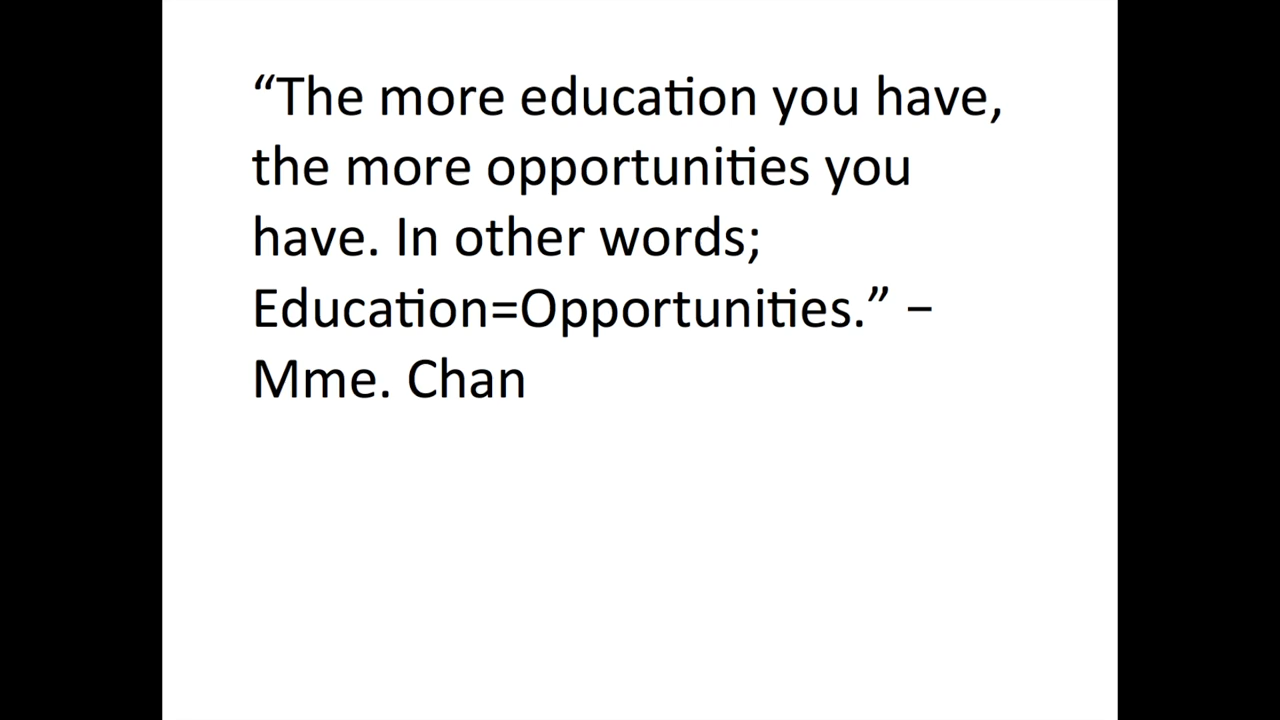 “The more education you have,
the more opportunities you
have. In other words;
Education=Opportunities.” –
Mme. Chan